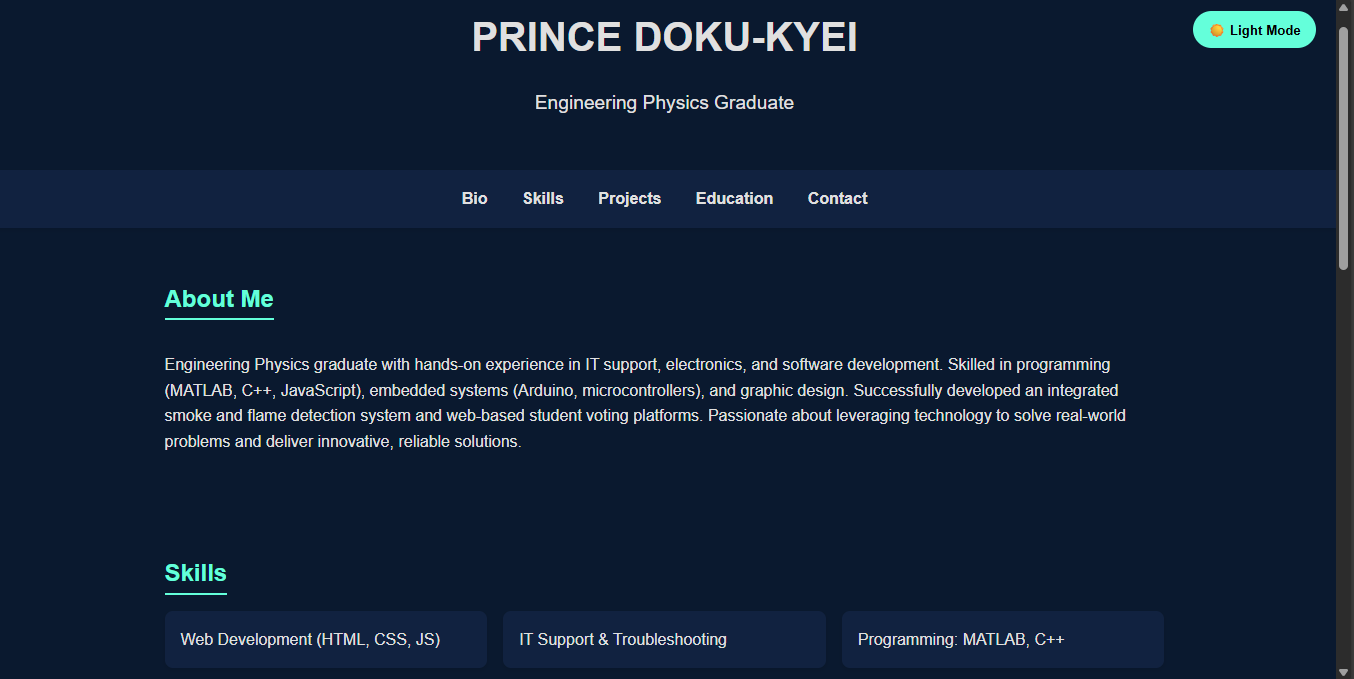 PRINCE DOKU-KYEI
Light Mode
Engineering Physics Graduate
Bio Skills Projects Education Contact
About Me
Engineering Physics graduate with hands-on experience in IT support, electronics, and software development. Skilled in programming
(MATLAB, C++, JavaScript), embedded systems (Arduino, microcontrollers), and graphic design. Successfully developed an integrated
smoke and flame detection system and web-based student voting platforms. Passionate about leveraging technology to solve real-world
problems and deliver innovative, reliable solutions.
Skills
Web Development (HTML, CSS, JS)
IT Support & Troubleshooting
Programming: MATLAB, C++